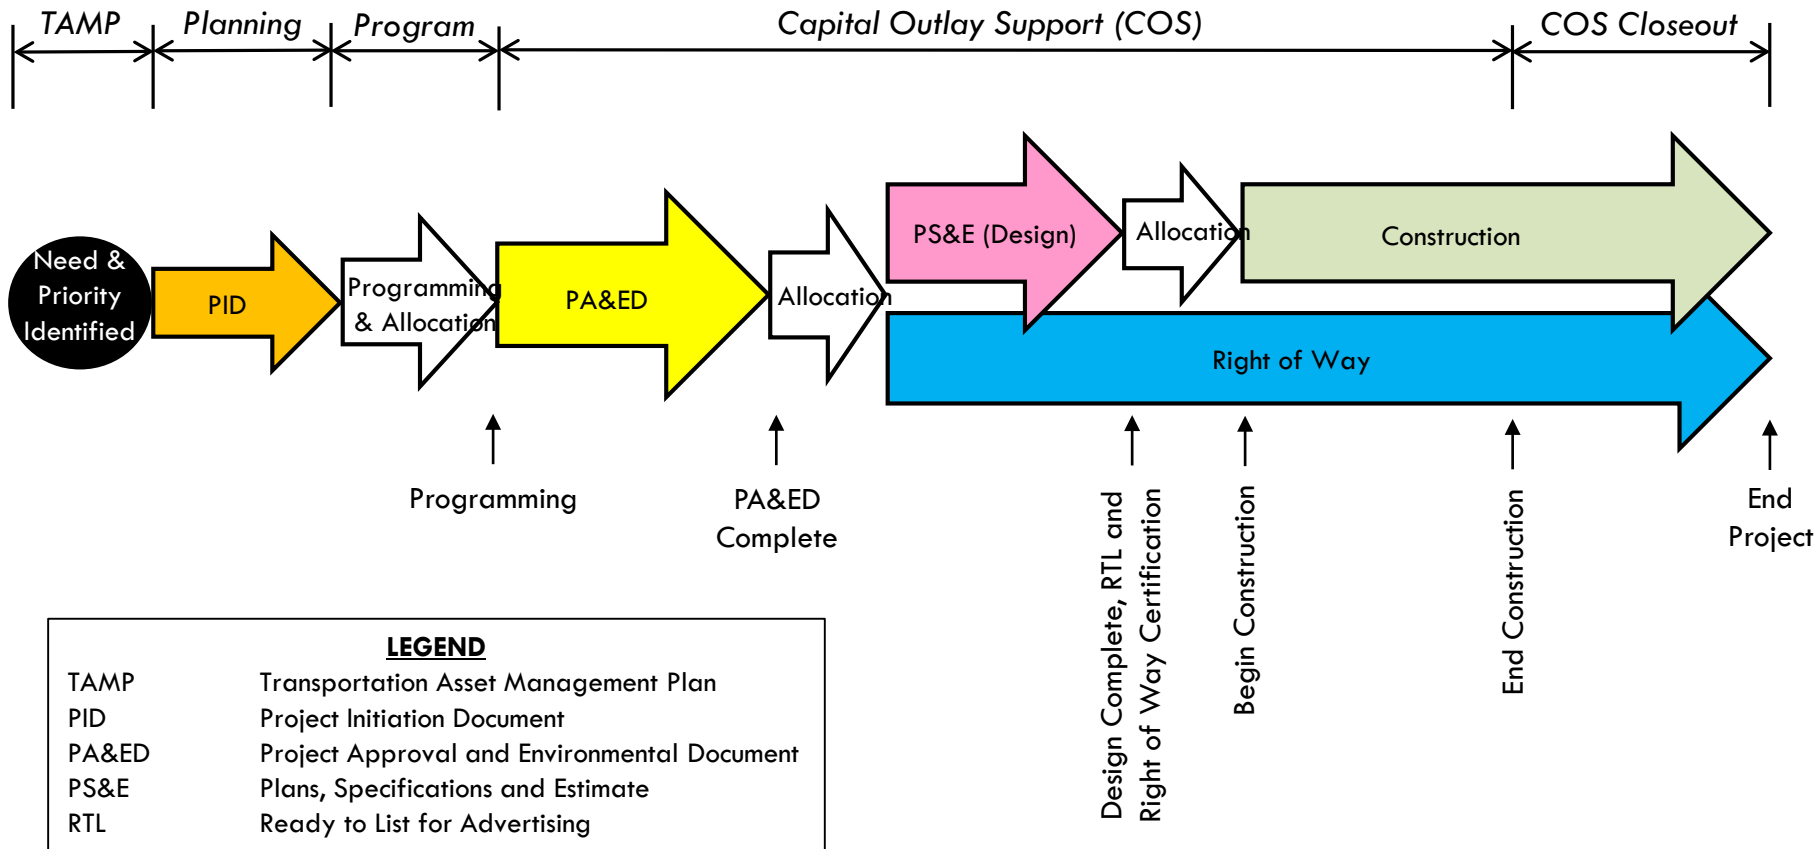 TAMP
Planning
Program
Capital Outlay Support (COS)
COS Closeout
Need &
Priority
Identified
PID
Programming
& Allocation
PA&ED
Allocation
PS&E (Design)
Allocation
Construction
Right of Way
Programming
PA&ED
Complete
Design Complete, RTL and
Right of Way Certification
Begin Construction
End Construction
End
Project
LEGEND
TAMP Transportation Asset Management Plan
PID Project Initiation Document
PA&ED Project Approval and Environmental Document
PS&E Plans, Specifications and Estimate
RTL Ready to List for Advertising